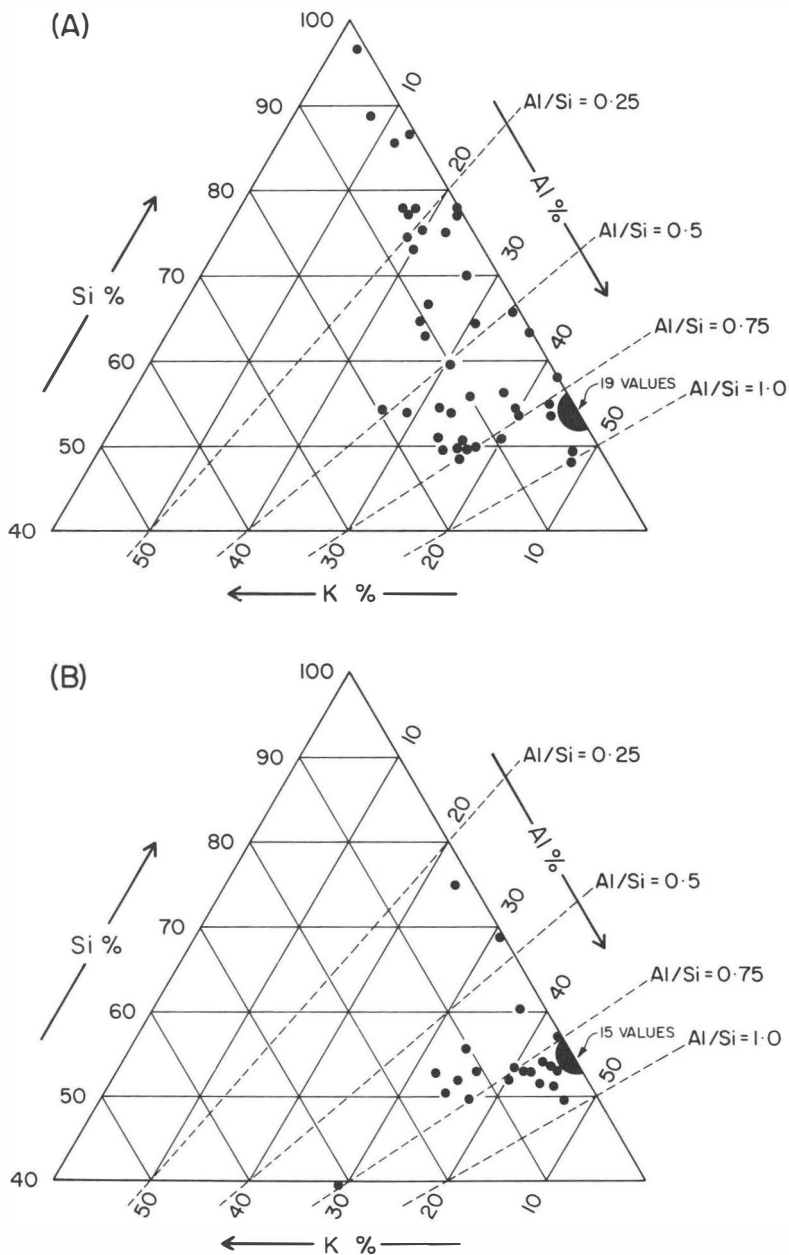 (A)
100
90
10
Al/Si = 0·25
80
20
Al %
Al/Si = 0·5
Si %
70
30
Al/Si = 0·75
60
40
19 VALUES
Al/Si = 1·0
50
50
40
50
40
30
20
10
K %
(B)
100
90
10
Al/Si = 0·25
80
20
Al %
Al/Si = 0·5
Si %
70
30
Al/Si = 0·75
60
40
15 VALUES
Al/Si = 1·0
50
50
40
50
40
30
20
10
K %